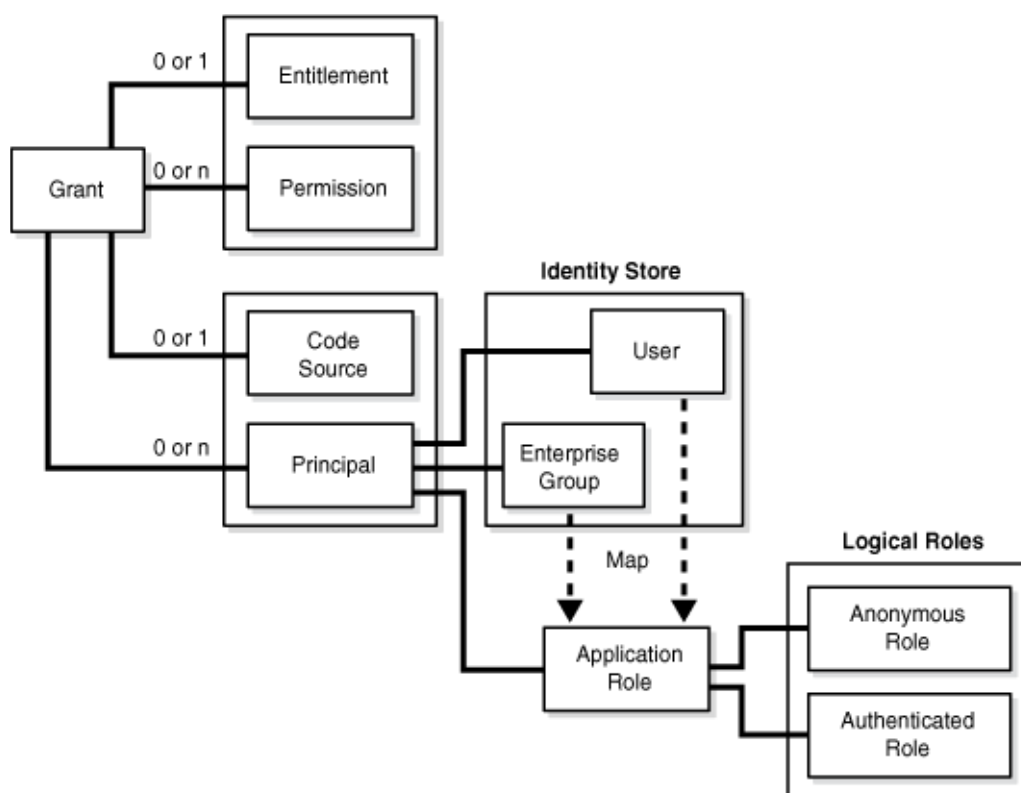 0 or 1
Entitlement
0 or n
Permission
Grant
Identity Store
0 or 1
Code
Source
User
0 or n
Principal
Enterprise
Group
Map
Logical Roles
Application
Role
Anonymous
Role
Authenticated
Role